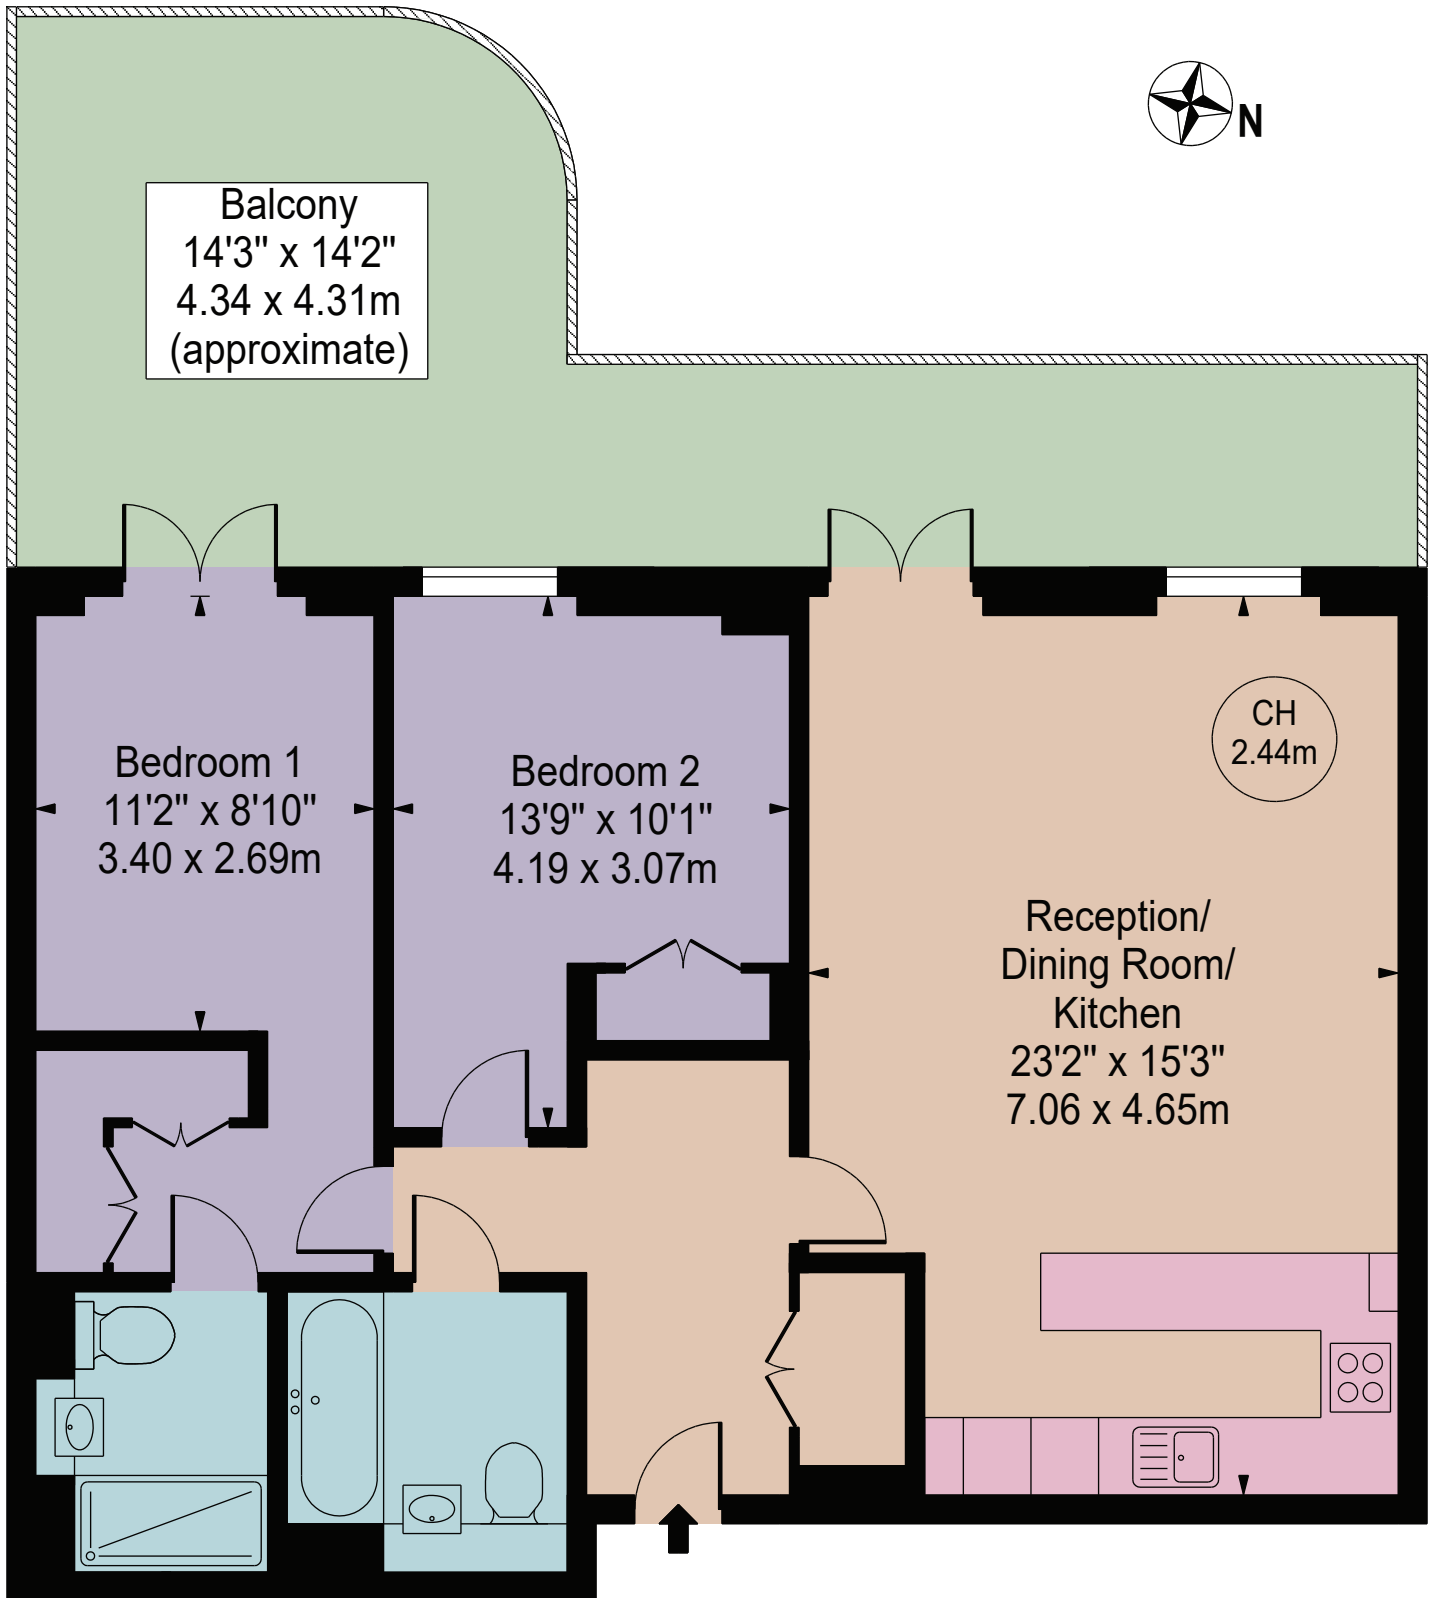 N
Balcony
14'3" x 14'2"
4.34 x 4.31m
(approximate)
CH
2.44m
Bedroom 1
11'2" x 8'10"
3.40 x 2.69m
Bedroom 2
13'9" x 10'1"
4.19 x 3.07m
Reception/
Dining Room/
Kitchen
23'2" x 15'3"
7.06 x 4.65m